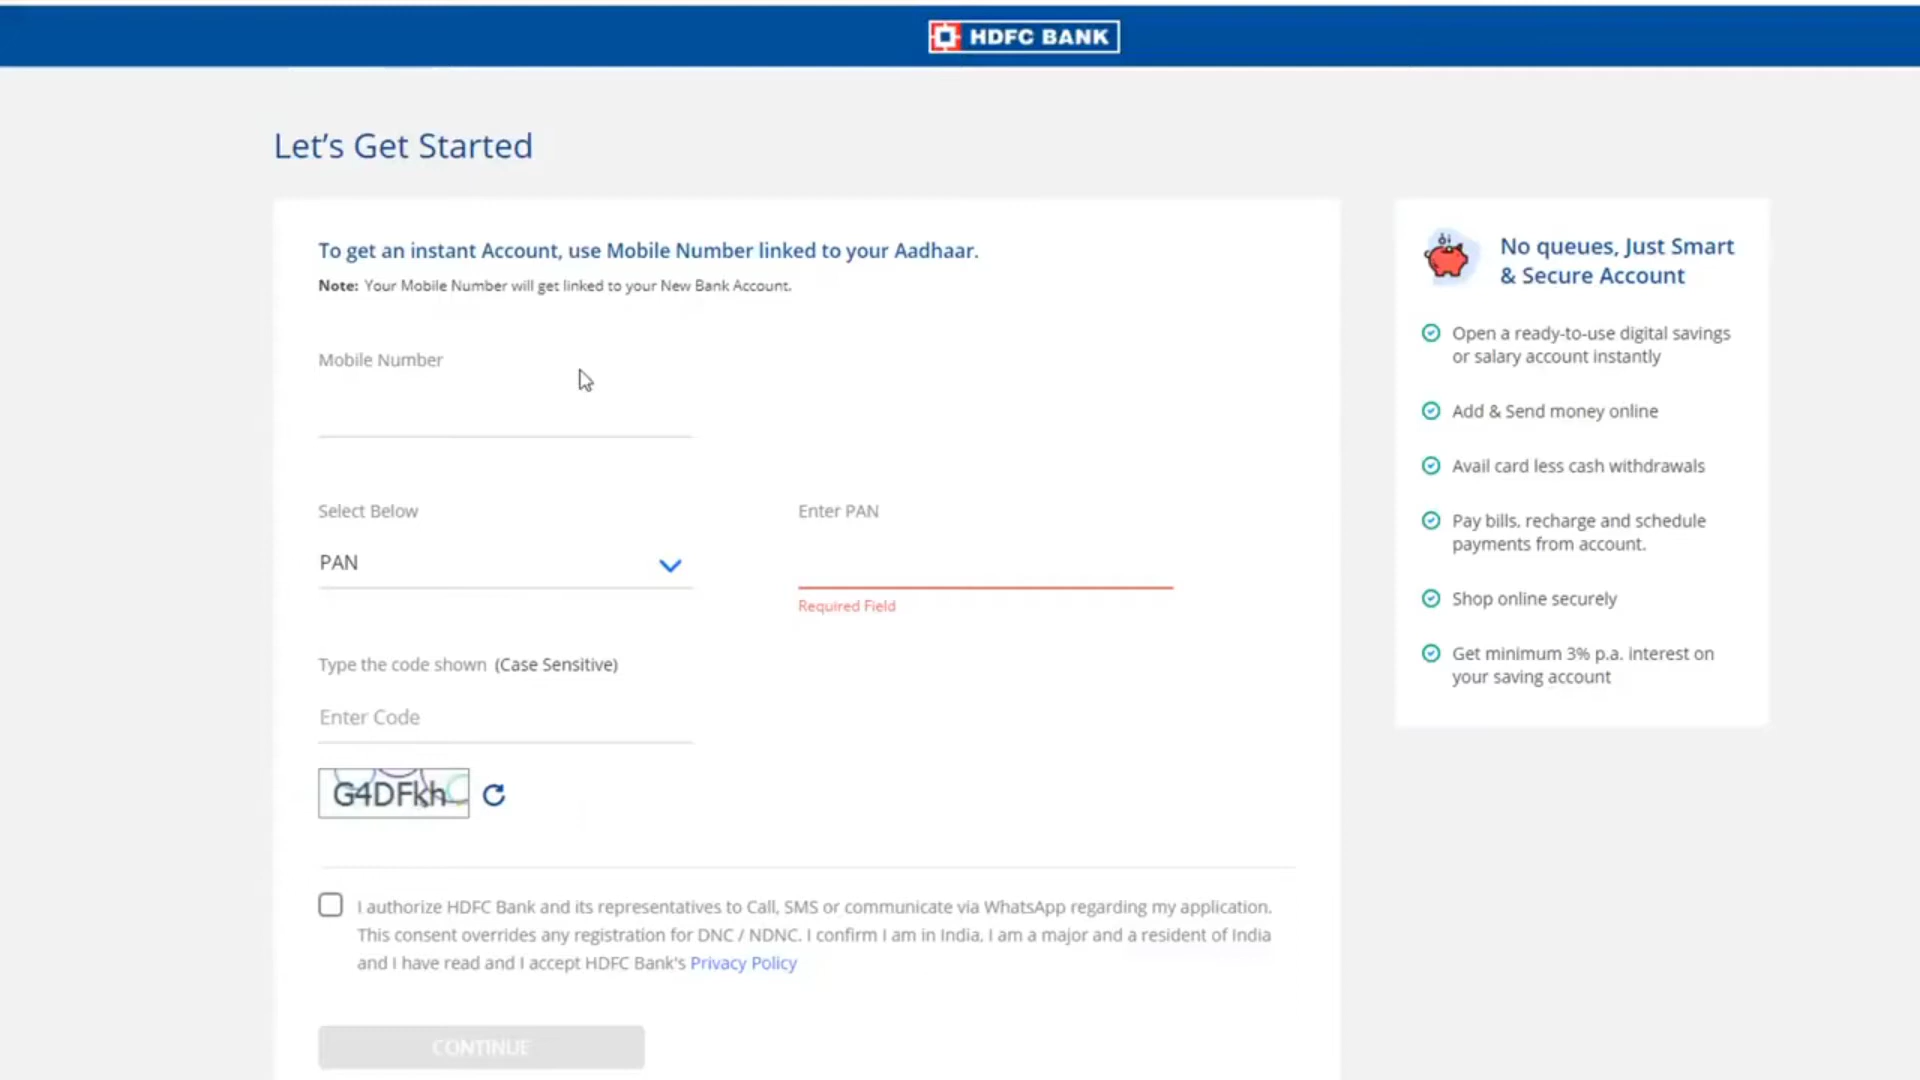 HDFC BANK
Let's Get Started
To get an instant Account, use Mobile Number linked to your Aadhaar.
Note: Your Mobile Number will get linked to your New Bank Account.
Mobile Number
Select Below
Enter PAN
PAN
Required Field
Type the code shown (Case Sensitive)
Enter Code
G4DFkh
I authorize HDFC Bank and its representatives to Call, SMS or communicate via WhatsApp regarding my application.
This consent overrides any registration for DNC / NDNC. I confirm I am in India, I am a major and a resident of India
and I have read and I accept HDFC Bank's Privacy Policy
CONTINUE
No queues, Just Smart
& Secure Account
Open a ready-to-use digital savings
or salary account instantly
Add & Send money online
Avail card less cash withdrawals
Pay bills, recharge and schedule
payments from account.
Shop online securely
Get minimum 3% p.a. interest on
your saving account